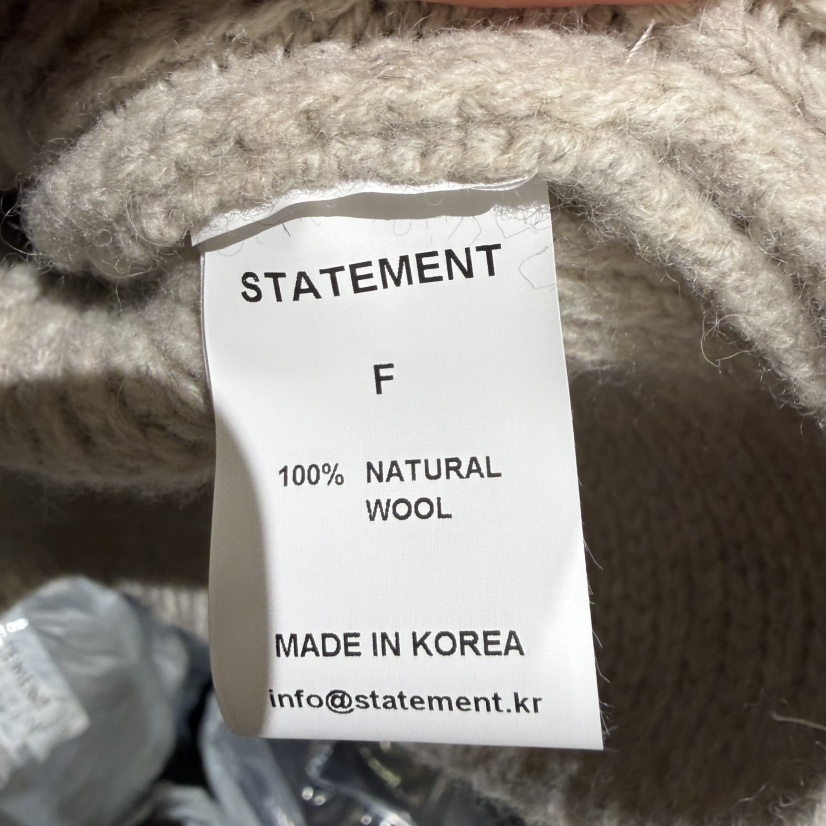 STATEMENT
F
100% NATURAL
WOOL
MADE IN KOREA
info@statement.kr